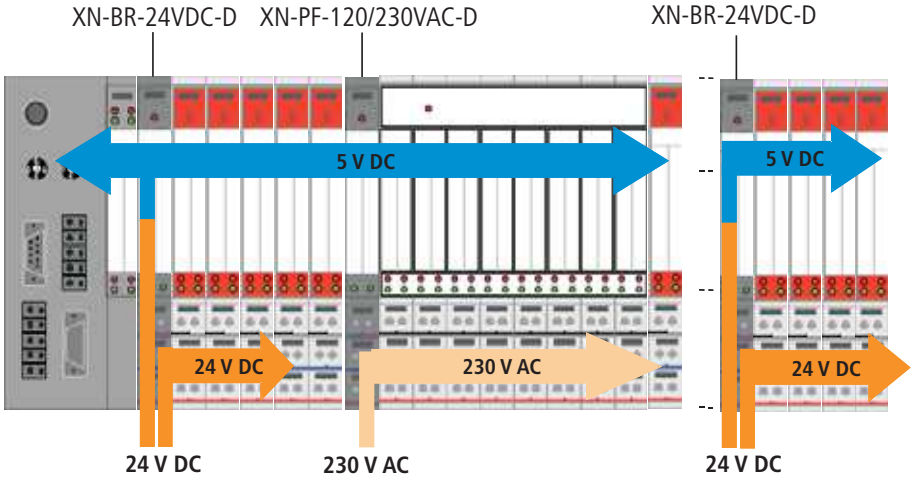 XN-BR-24VDC-D
XN-PF-120/230VAC-D
XN-BR-24VDC-D
5 V DC
5 V DC
24 V DC
230 V AC
24 V DC
24 V DC
230 V AC
24 V DC